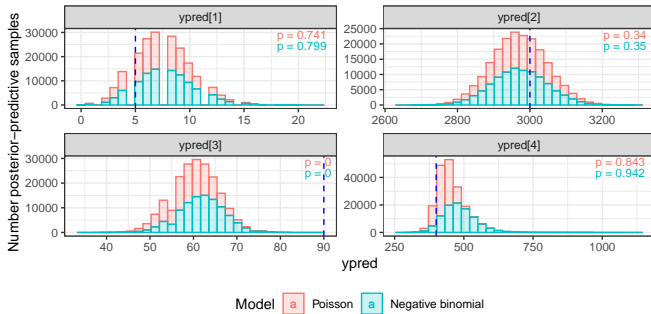 Number posterior−predictive samples
ypred[1]
p = 0.741
p = 0.799
30000
20000
10000
0
0 5 10 15 20
ypred[2]
p = 0.34
p = 0.35
25000
20000
15000
10000
5000
0
2600 2800 3000 3200
ypred[3]
p = 0
p = 0
30000
20000
10000
0
40 50 60 70 80 90
ypred[4]
p = 0.843
p = 0.942
40000
20000
0
250 500 750 1000
ypred
Model a Poisson a Negative binomial